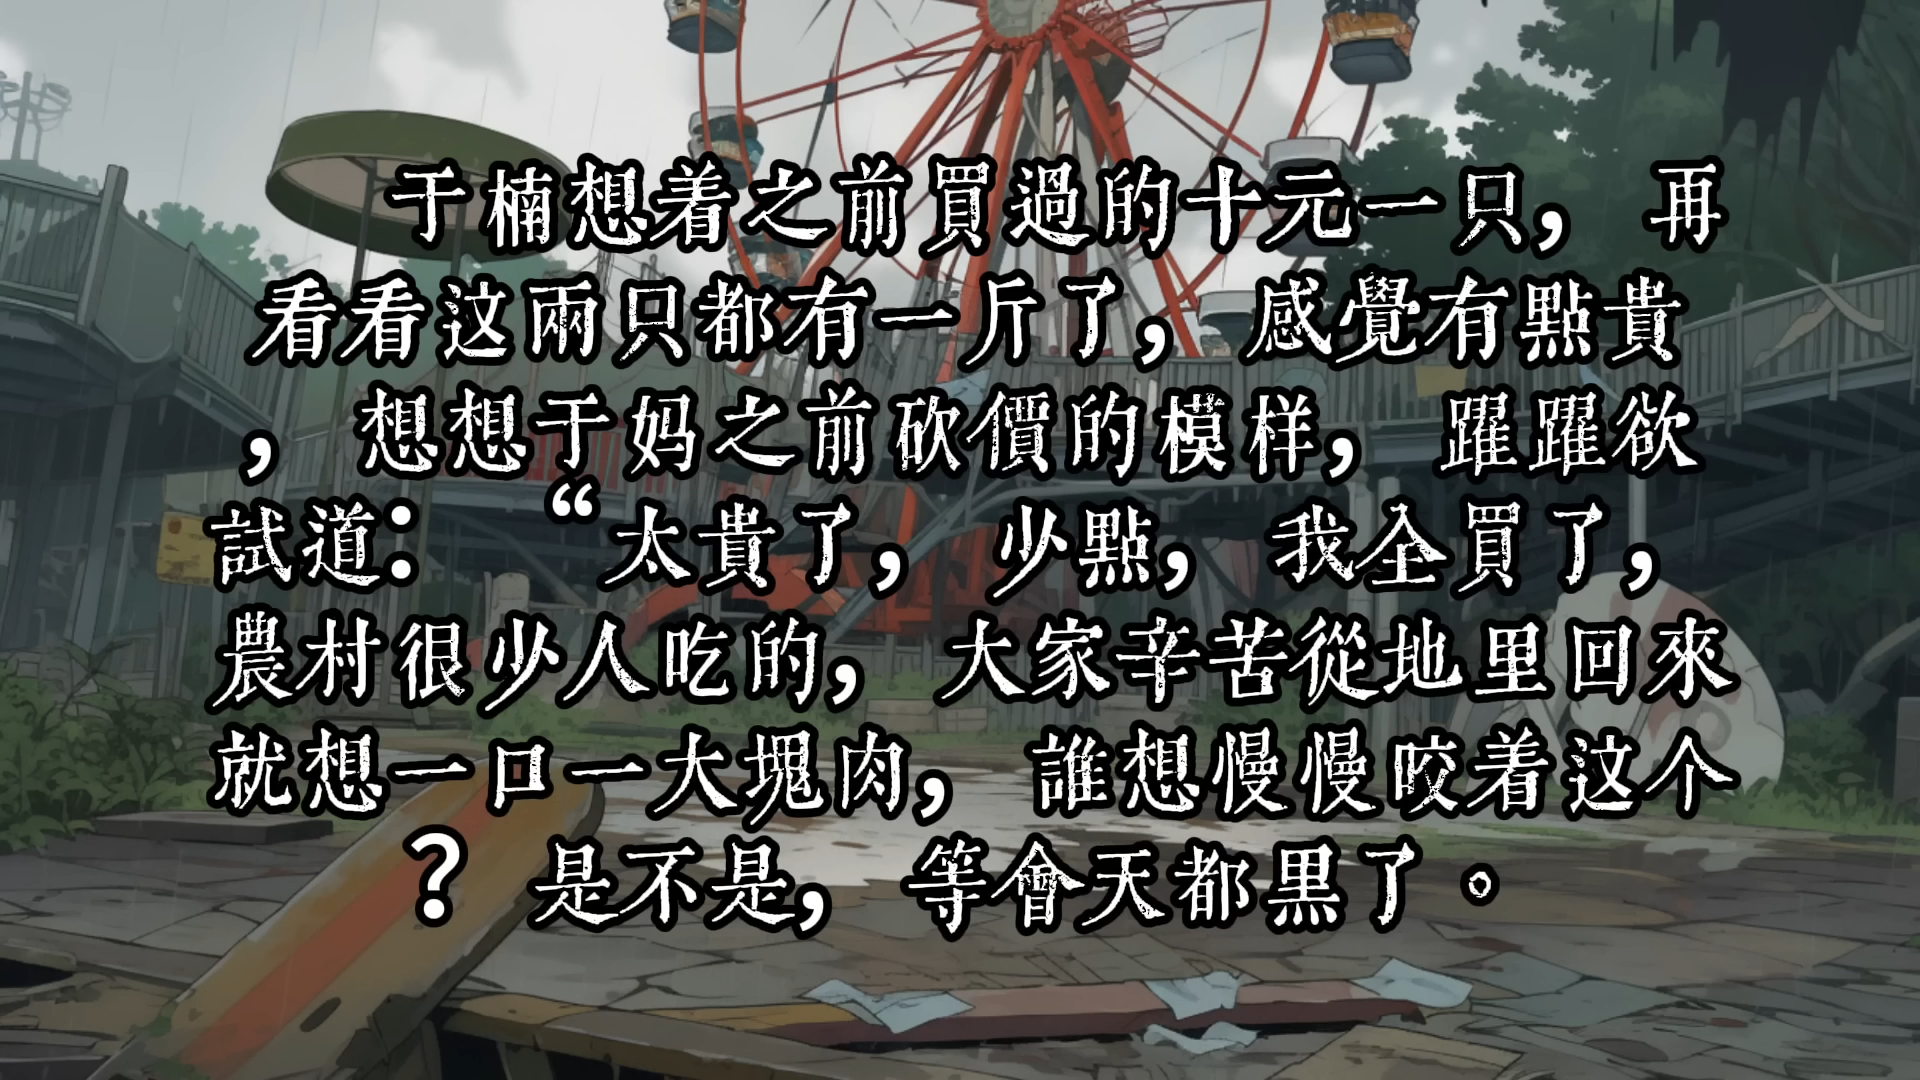 于楠想着之前買過的十元一只，再
看看这兩只都有一斤了，感覺有點貴
，想想于妈之前砍價的模样，躍躍欲
試道：“太貴了，少點，我全買了，
農村很少人吃的，大家辛苦從地里回來
就想一口一大塊肉，誰想慢慢咬着这个
？是不是，等會天都黑了。